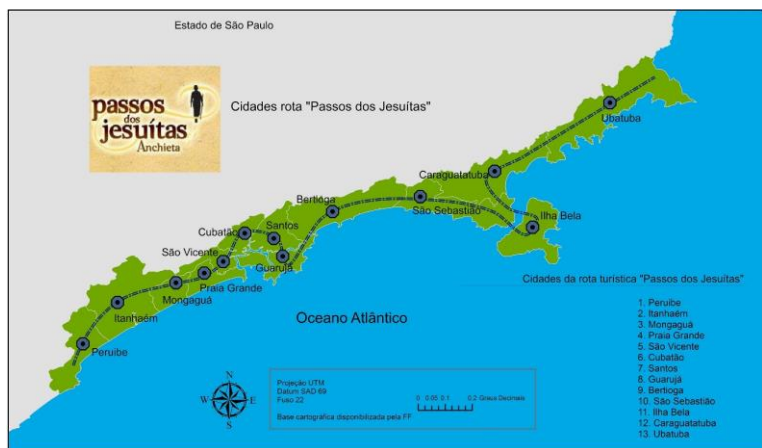 Estado de São Paulo
passos
dos
jesuítas
Anchieta
Cidades rota "Passos dos Jesuítas"
Ubatuba
Caraguatatuba
Bertióga
São Sebastião
Ilha Bela
Cubatão
Santos
São Vicente
Guarujá
Praia Grande
Mongaguá
Itanhaém
Peruibe
Oceano Atlântico
Cidades da rota turística "Passos dos Jesuítas"
1. Peruibe
2. Itanhaém
3. Mongaguá
4. Praia Grande
5. São Vicente
6. Cubatão
7. Santos
8. Guarujá
9. Bertioga
10. São Sebastião
11. Ilha Bela
12. Caraguatatuba
13. Ubatuba
N
W E
S
Projeção UTM
Datum SAD 69
Fuso 22
Base cartográfica disponibilizada pela FF
0 0.05 0.1 0.2 Graus Decimais